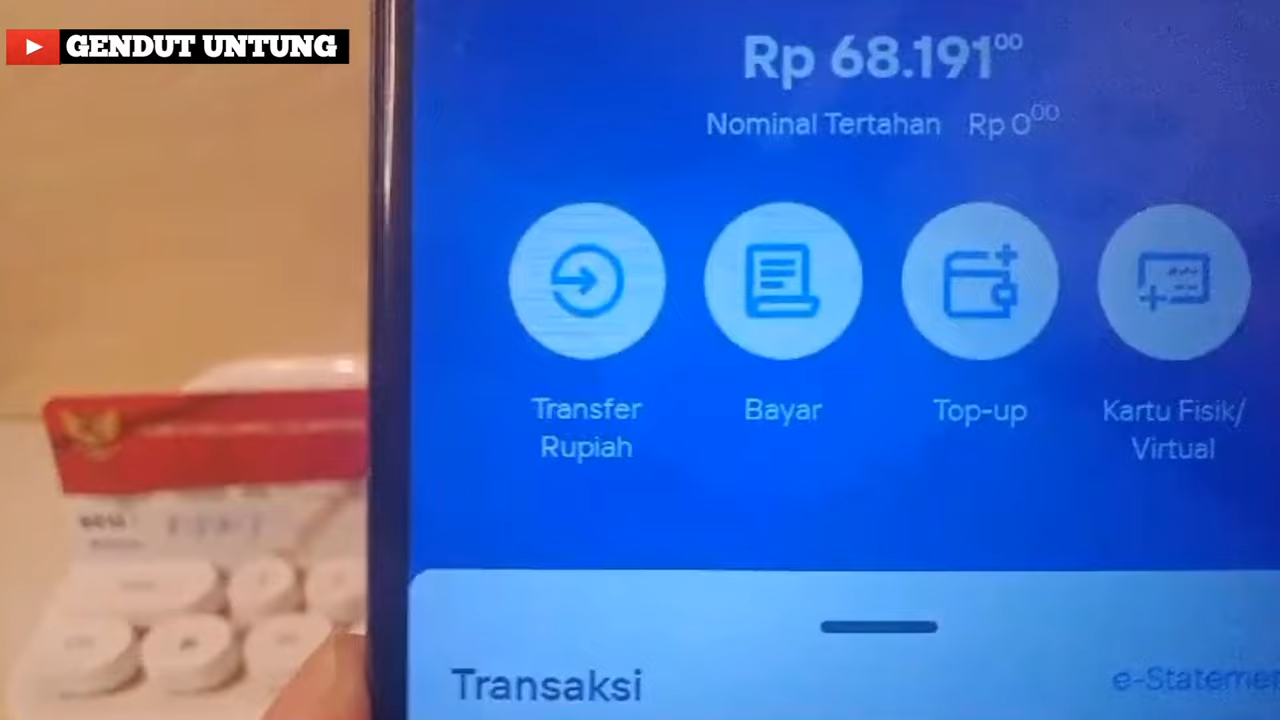 GENDUT UNTUNG
Rp 68.191⁰⁰
Nominal Tertahan Rp 0⁰⁰
Transfer
Rupiah
Bayar
Top-up
Kartu Fisik/
Virtual
Transaksi